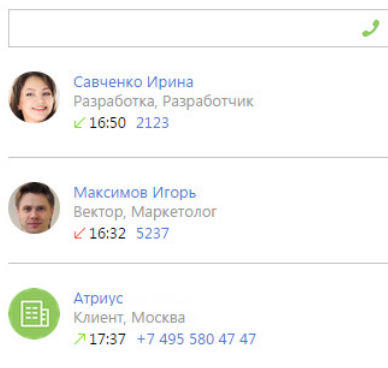 Савченко Ирина
Разработка, Разработчик
16:50 2123
Максимов Игорь
Вектор, Маркетолог
16:32 5237
Атриус
Клиент, Москва
17:37 +7 495 580 47 47